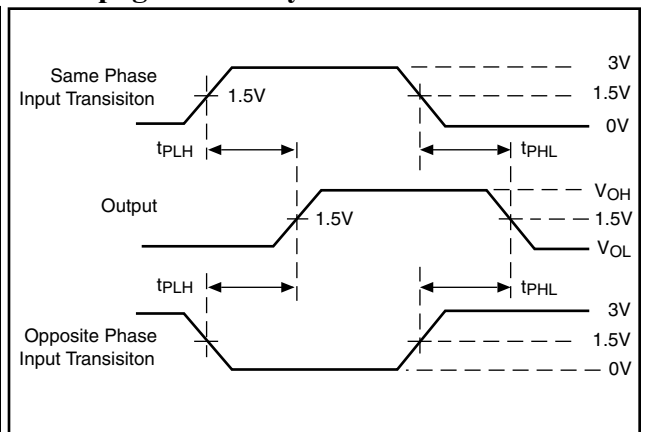 3V
Same Phase
Input Transisiton
1.5V
1.5V
0V
tPLH
tPHL
VOH
Output
1.5V
1.5V
VOL
tPLH
tPHL
3V
Opposite Phase
Input Transisiton
1.5V
0V